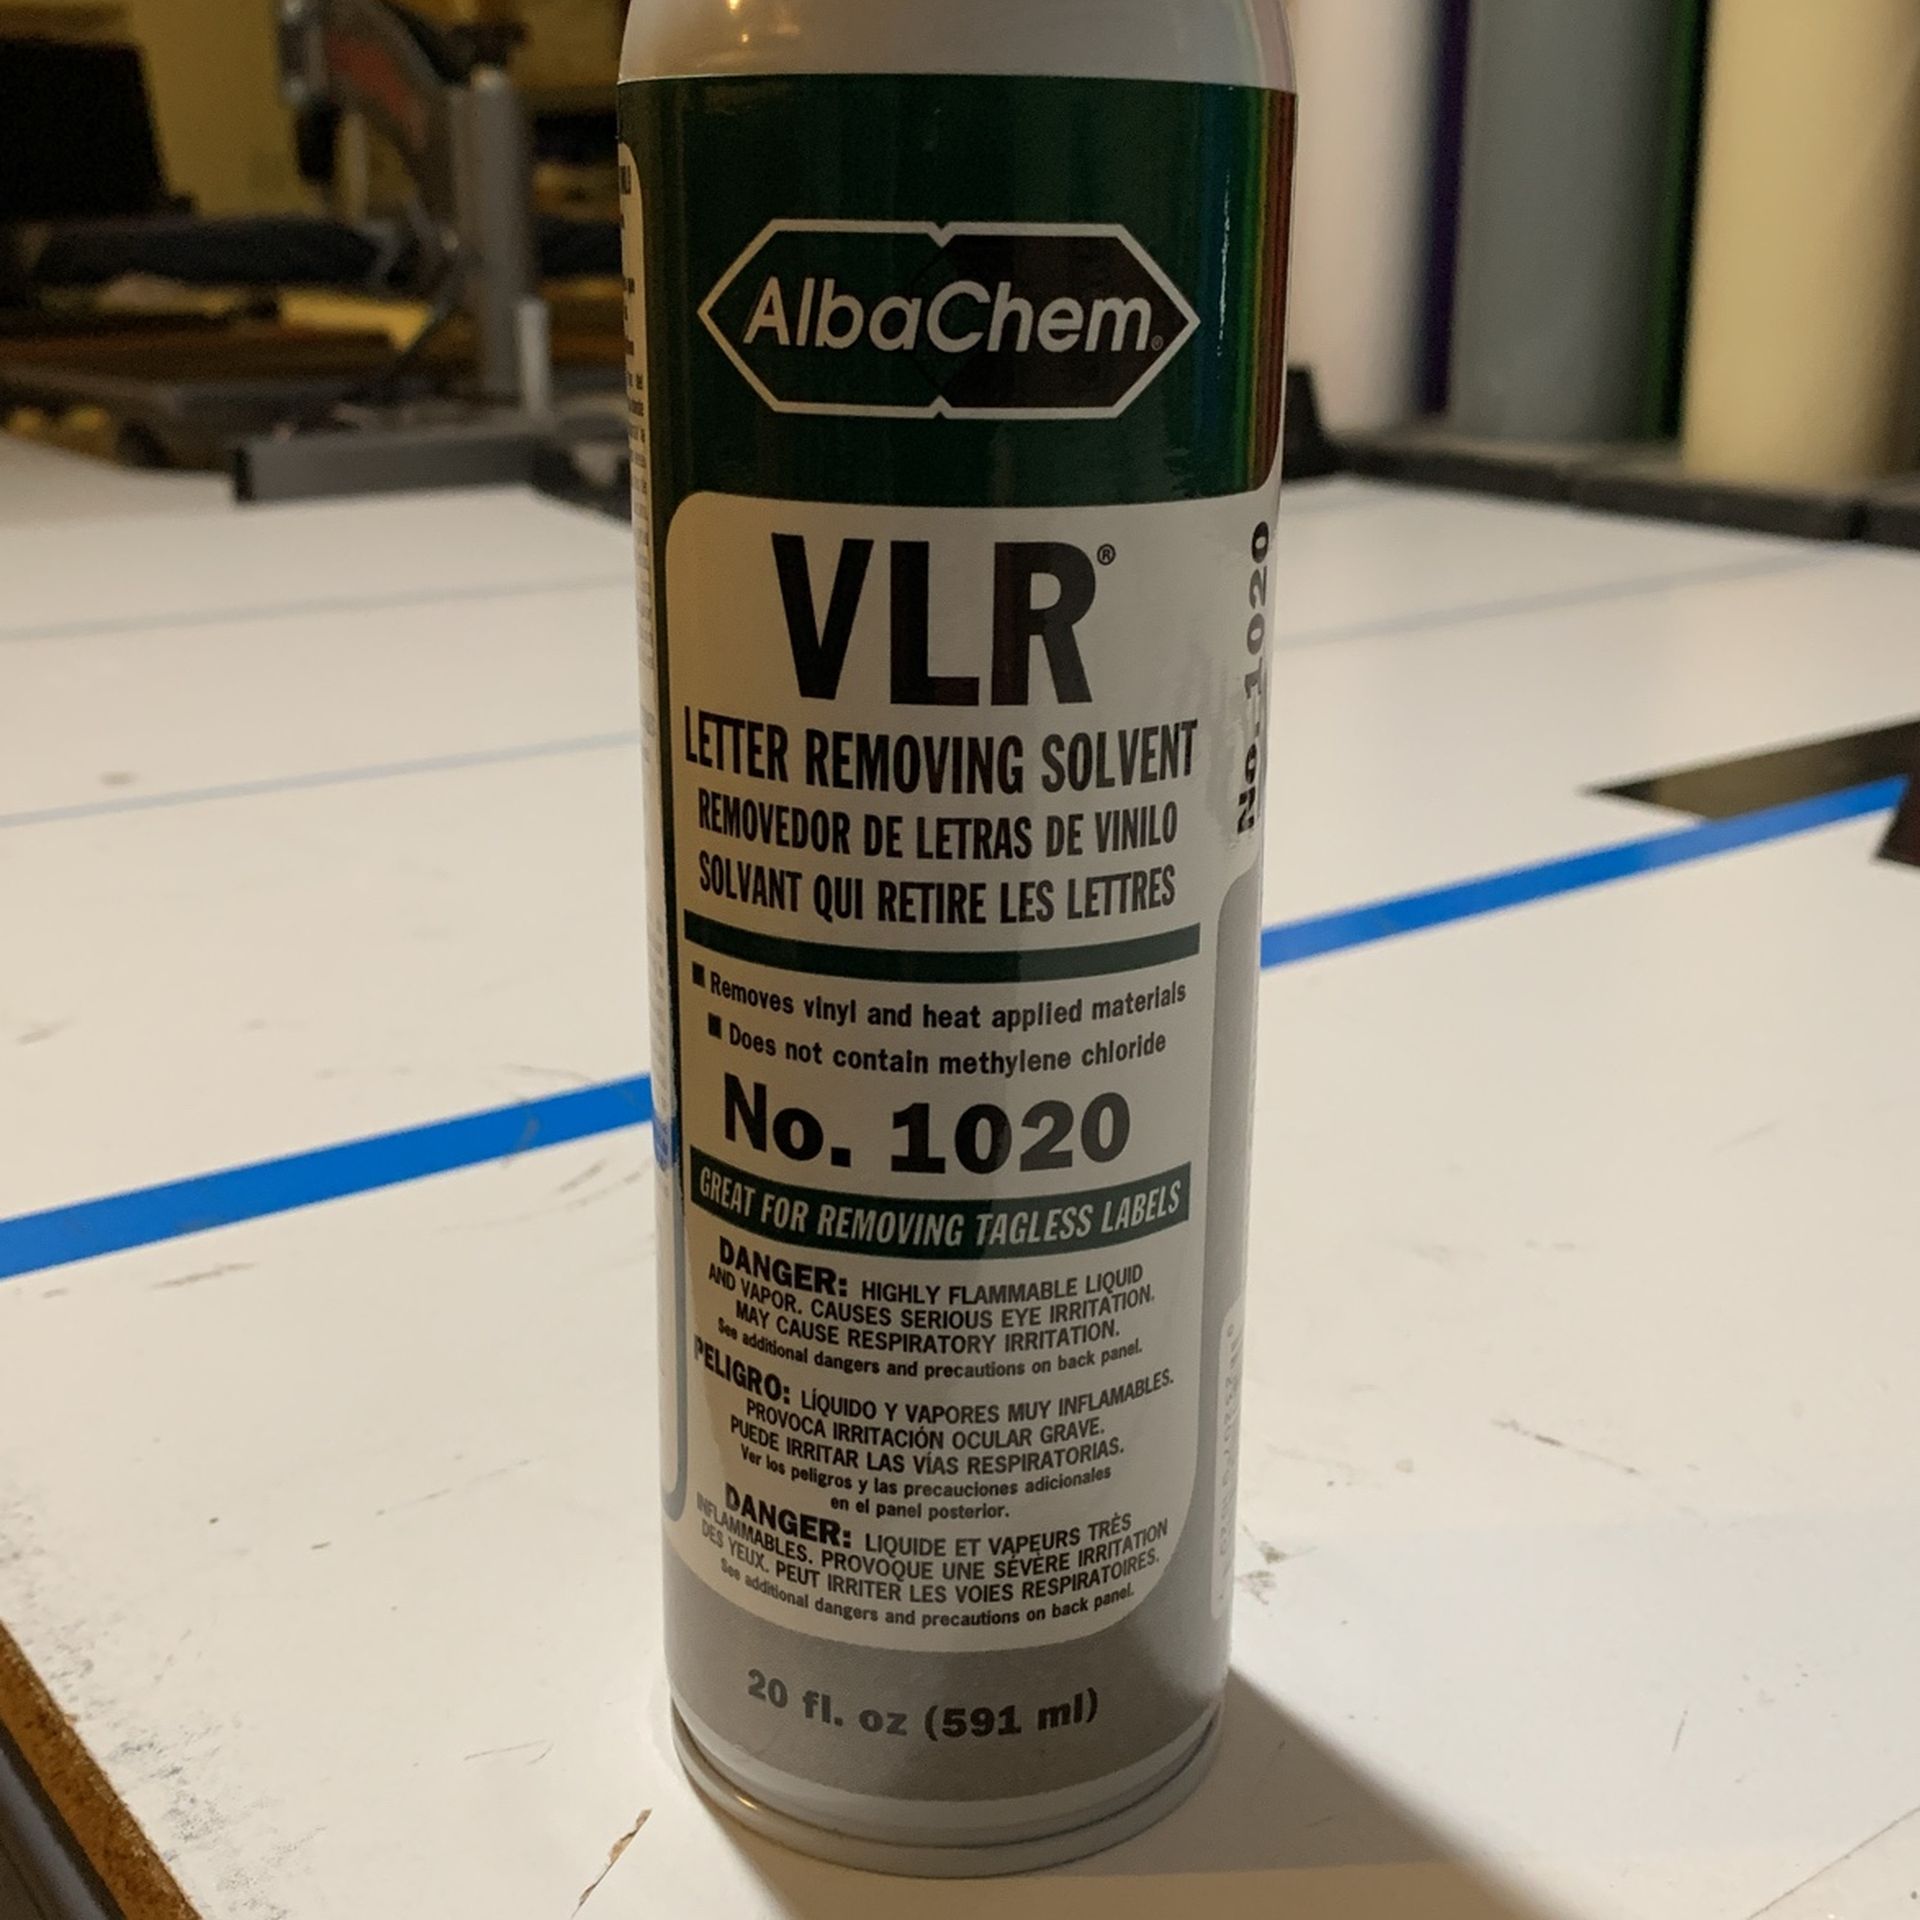 AlbaChem®
VLR®
LETTER REMOVING SOLVENT
REMOVEDOR DE LETRAS DE VINILO
SOLVANT QUI RETIRE LES LETTRES
■ Removes vinyl and heat applied materials
■ Does not contain methylene chloride
No. 1020
GREAT FOR REMOVING TAGLESS LABELS
DANGER: HIGHLY FLAMMABLE LIQUID
AND VAPOR. CAUSES SERIOUS EYE IRRITATION.
MAY CAUSE RESPIRATORY IRRITATION.
See additional dangers and precautions on back panel.
PELIGRO: LÍQUIDO Y VAPORES MUY INFLAMABLES.
PROVOCA IRRITACIÓN OCULAR GRAVE.
PUEDE IRRITAR LAS VÍAS RESPIRATORIAS.
Ver los peligros y las precauciones adicionales
en el panel posterior.
DANGER: LIQUIDE ET VAPEURS TRÈS
INFLAMMABLES. PROVOQUE UNE SÉVÈRE IRRITATION
DES YEUX. PEUT IRRITER LES VOIES RESPIRATOIRES.
See additional dangers and precautions on back panel.
20 fl. oz (591 ml)
No. 1020